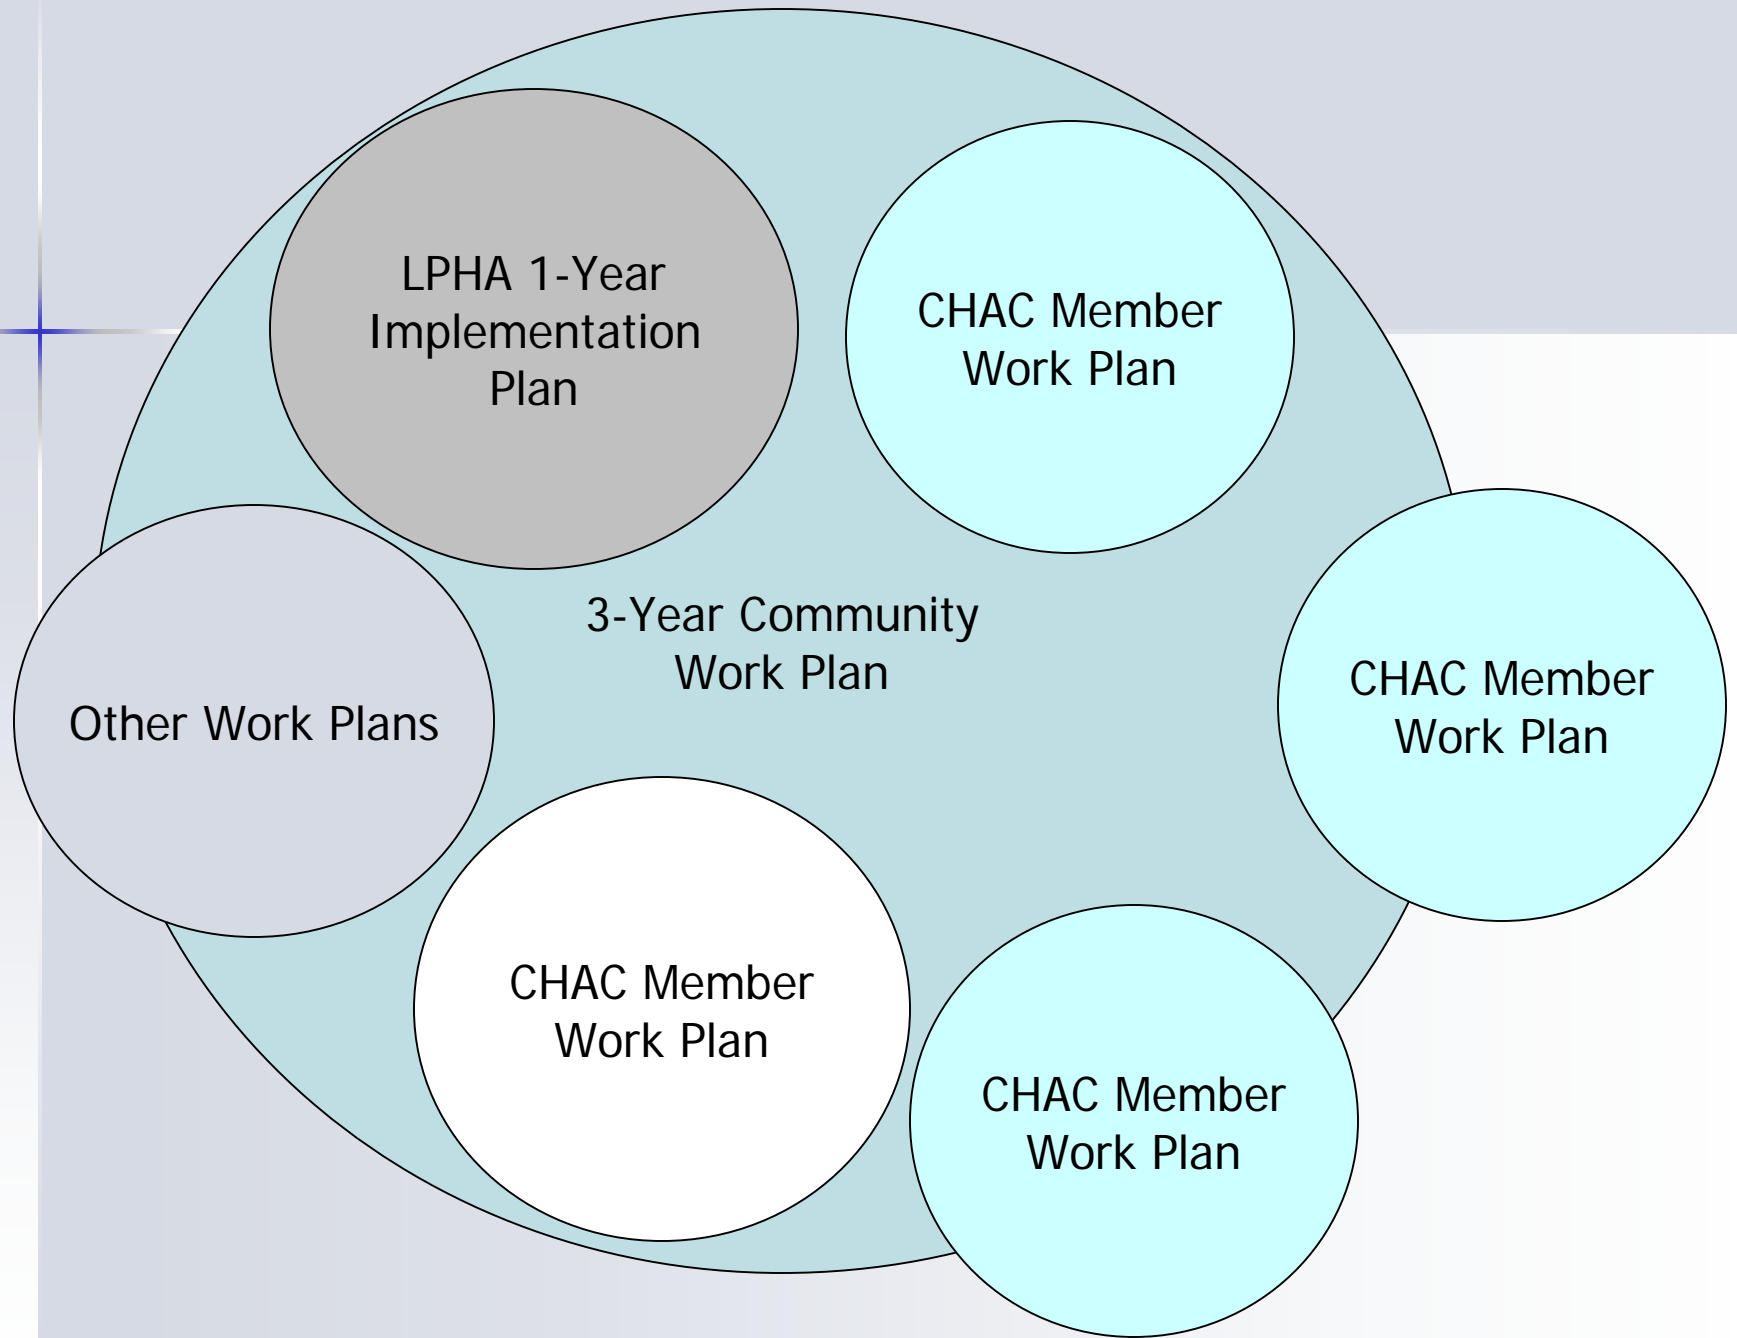 LPHA 1-Year
Implementation
Plan
CHAC Member
Work Plan
3-Year Community
Work Plan
CHAC Member
Work Plan
Other Work Plans
CHAC Member
Work Plan
CHAC Member
Work Plan